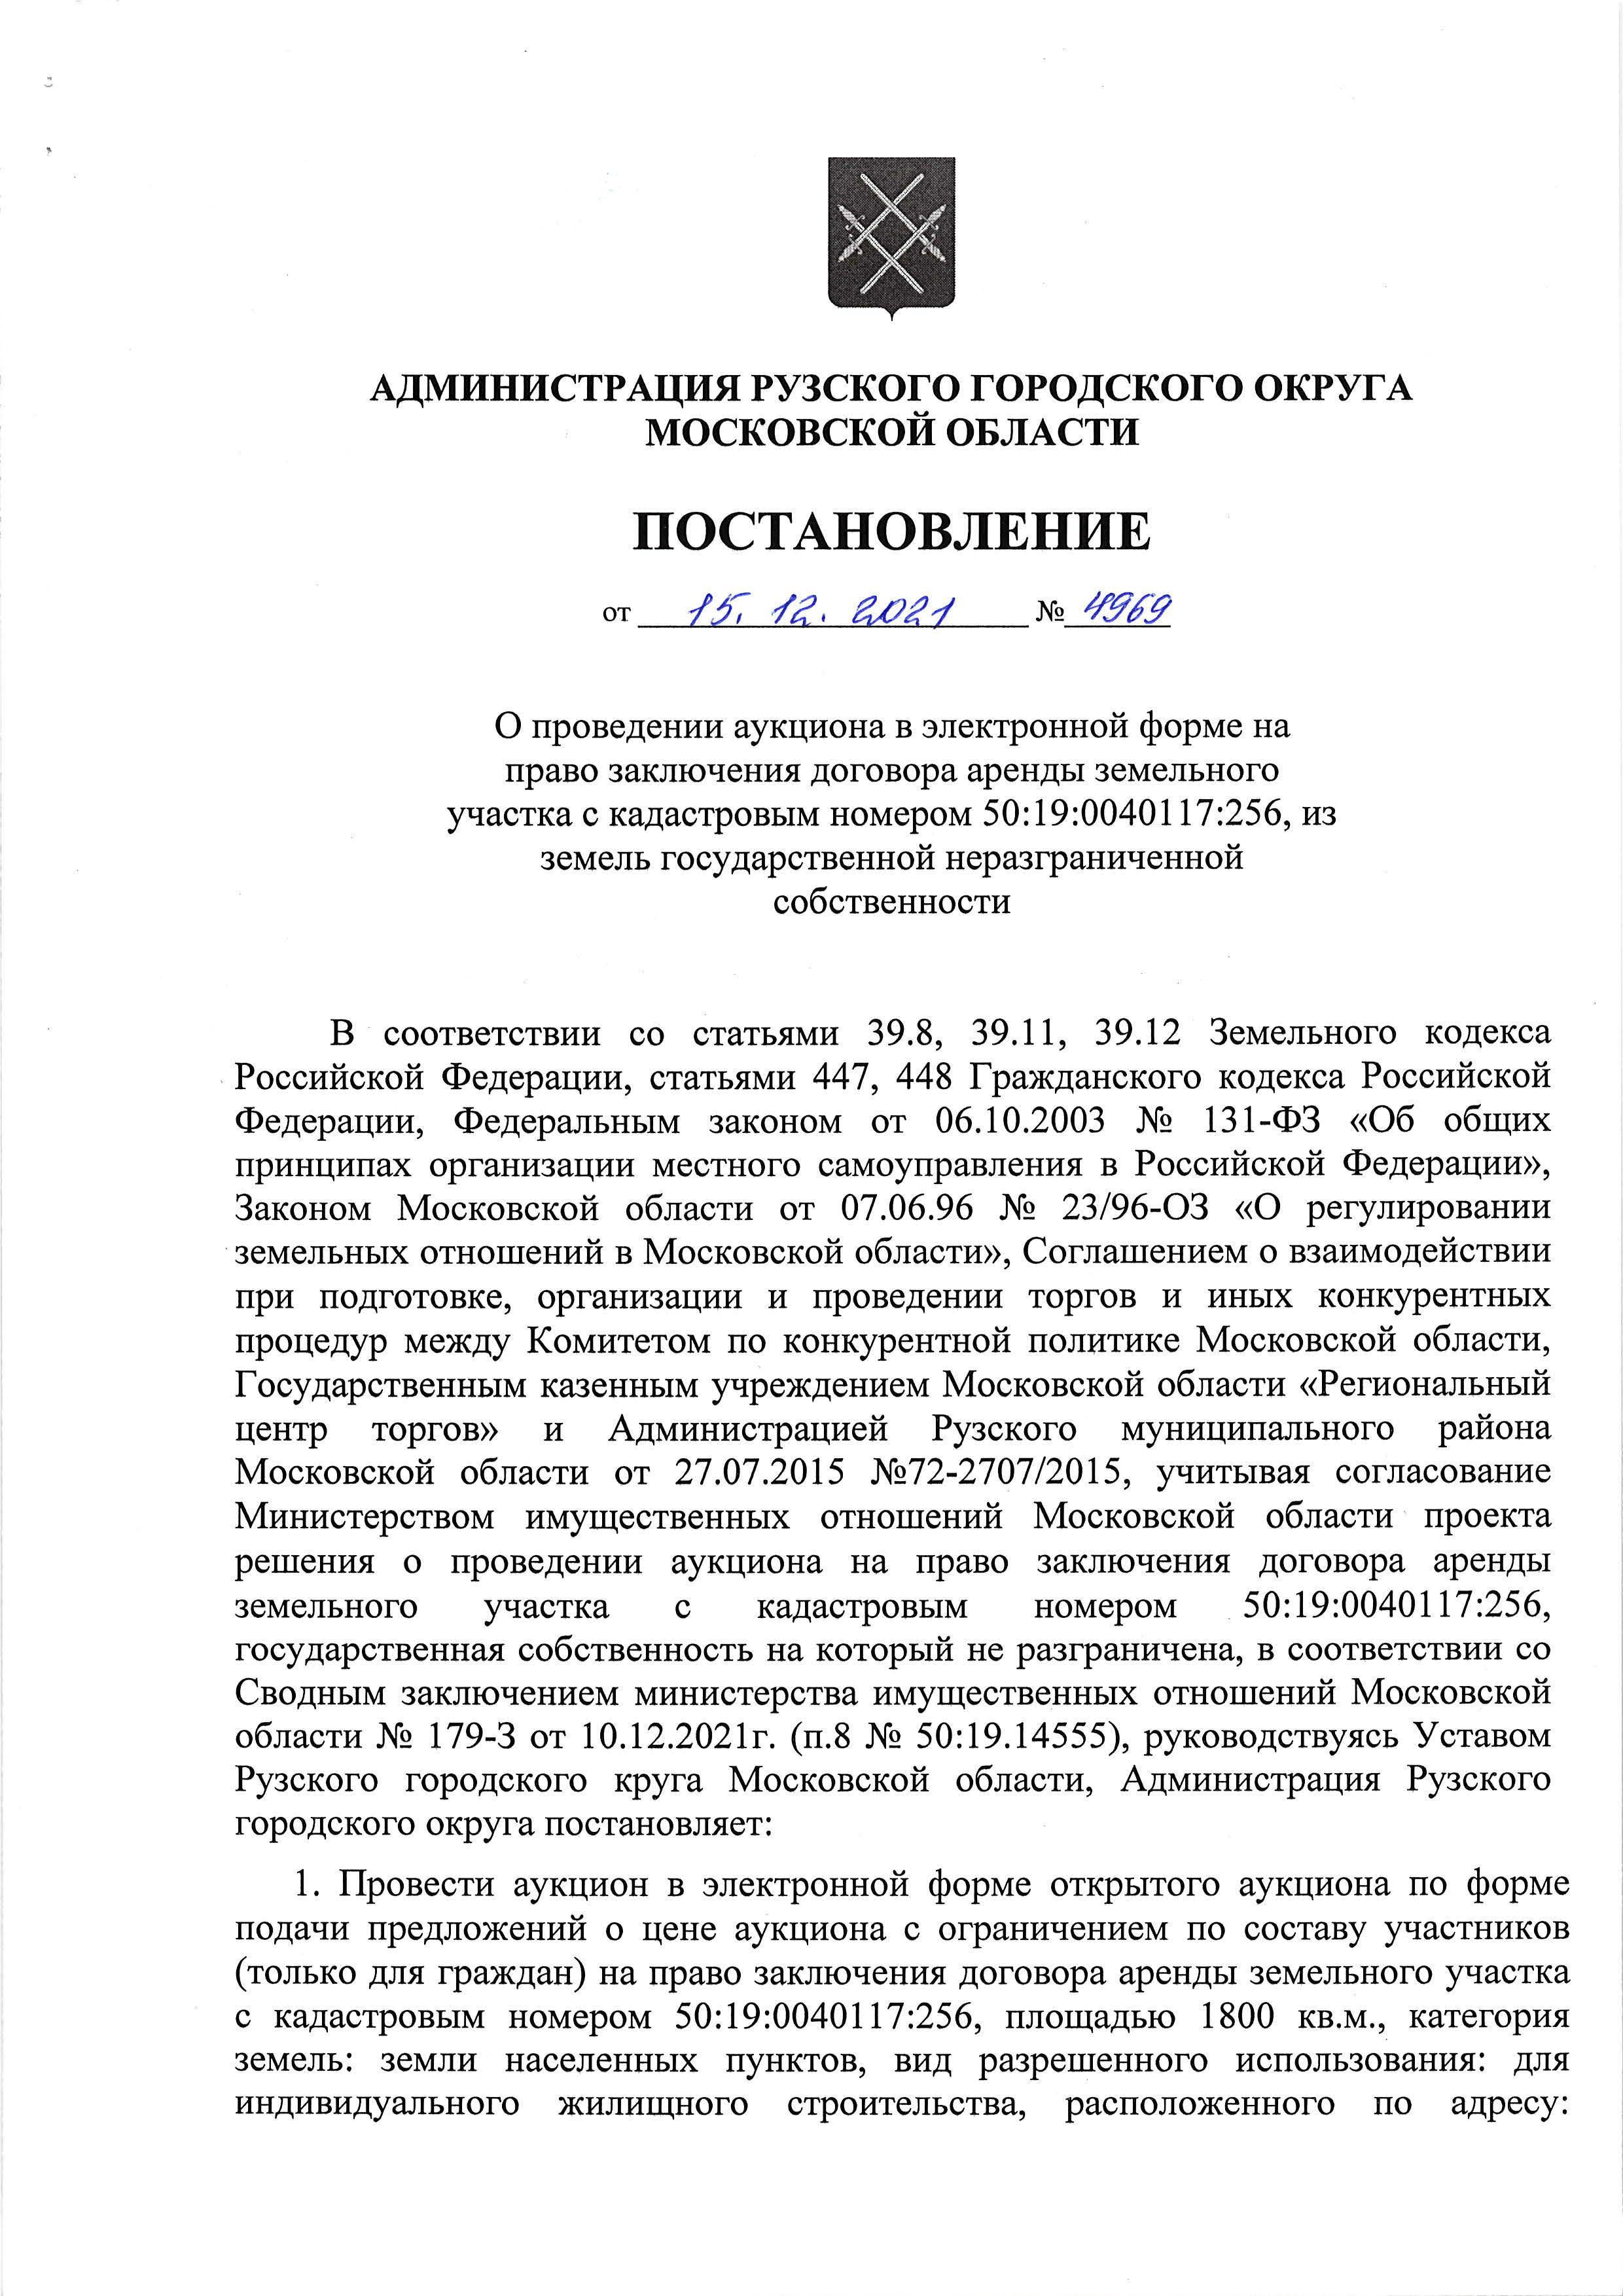 АДМИНИСТРАЦИЯ РУЗСКОГО ГОРОДСКОГО ОКРУГА
МОСКОВСКОЙ ОБЛАСТИ
ПОСТАНОВЛЕНИЕ
от 15.12.2021 № 4969
О проведении аукциона в электронной форме на
право заключения договора аренды земельного
участка с кадастровым номером 50:19:0040117:256, из
земель государственной неразграниченной
собственности
В соответствии со статьями 39.8, 39.11, 39.12 Земельного кодекса
Российской Федерации, статьями 447, 448 Гражданского кодекса Российской
Федерации, Федеральным законом от 06.10.2003 № 131-ФЗ «Об общих
принципах организации местного самоуправления в Российской Федерации»,
Законом Московской области от 07.06.96 № 23/96-ОЗ «О регулировании
земельных отношений в Московской области», Соглашением о взаимодействии
при подготовке, организации и проведении торгов и иных конкурентных
процедур между Комитетом по конкурентной политике Московской области,
Государственным казенным учреждением Московской области «Региональный
центр торгов» и Администрацией Рузского муниципального района
Московской области от 27.07.2015 №72-2707/2015, учитывая согласование
Министерством имущественных отношений Московской области проекта
решения о проведении аукциона на право заключения договора аренды
земельного участка с кадастровым номером 50:19:0040117:256,
государственная собственность на который не разграничена, в соответствии со
Сводным заключением министерства имущественных отношений Московской
области № 179-З от 10.12.2021г. (п.8 № 50:19.14555), руководствуясь Уставом
Рузского городского круга Московской области, Администрация Рузского
городского округа постановляет:
1. Провести аукцион в электронной форме открытого аукциона по форме
подачи предложений о цене аукциона с ограничением по составу участников
(только для граждан) на право заключения договора аренды земельного участка
с кадастровым номером 50:19:0040117:256, площадью 1800 кв.м., категория
земель: земли населенных пунктов, вид разрешенного использования: для
индивидуального жилищного строительства, расположенного по адресу: